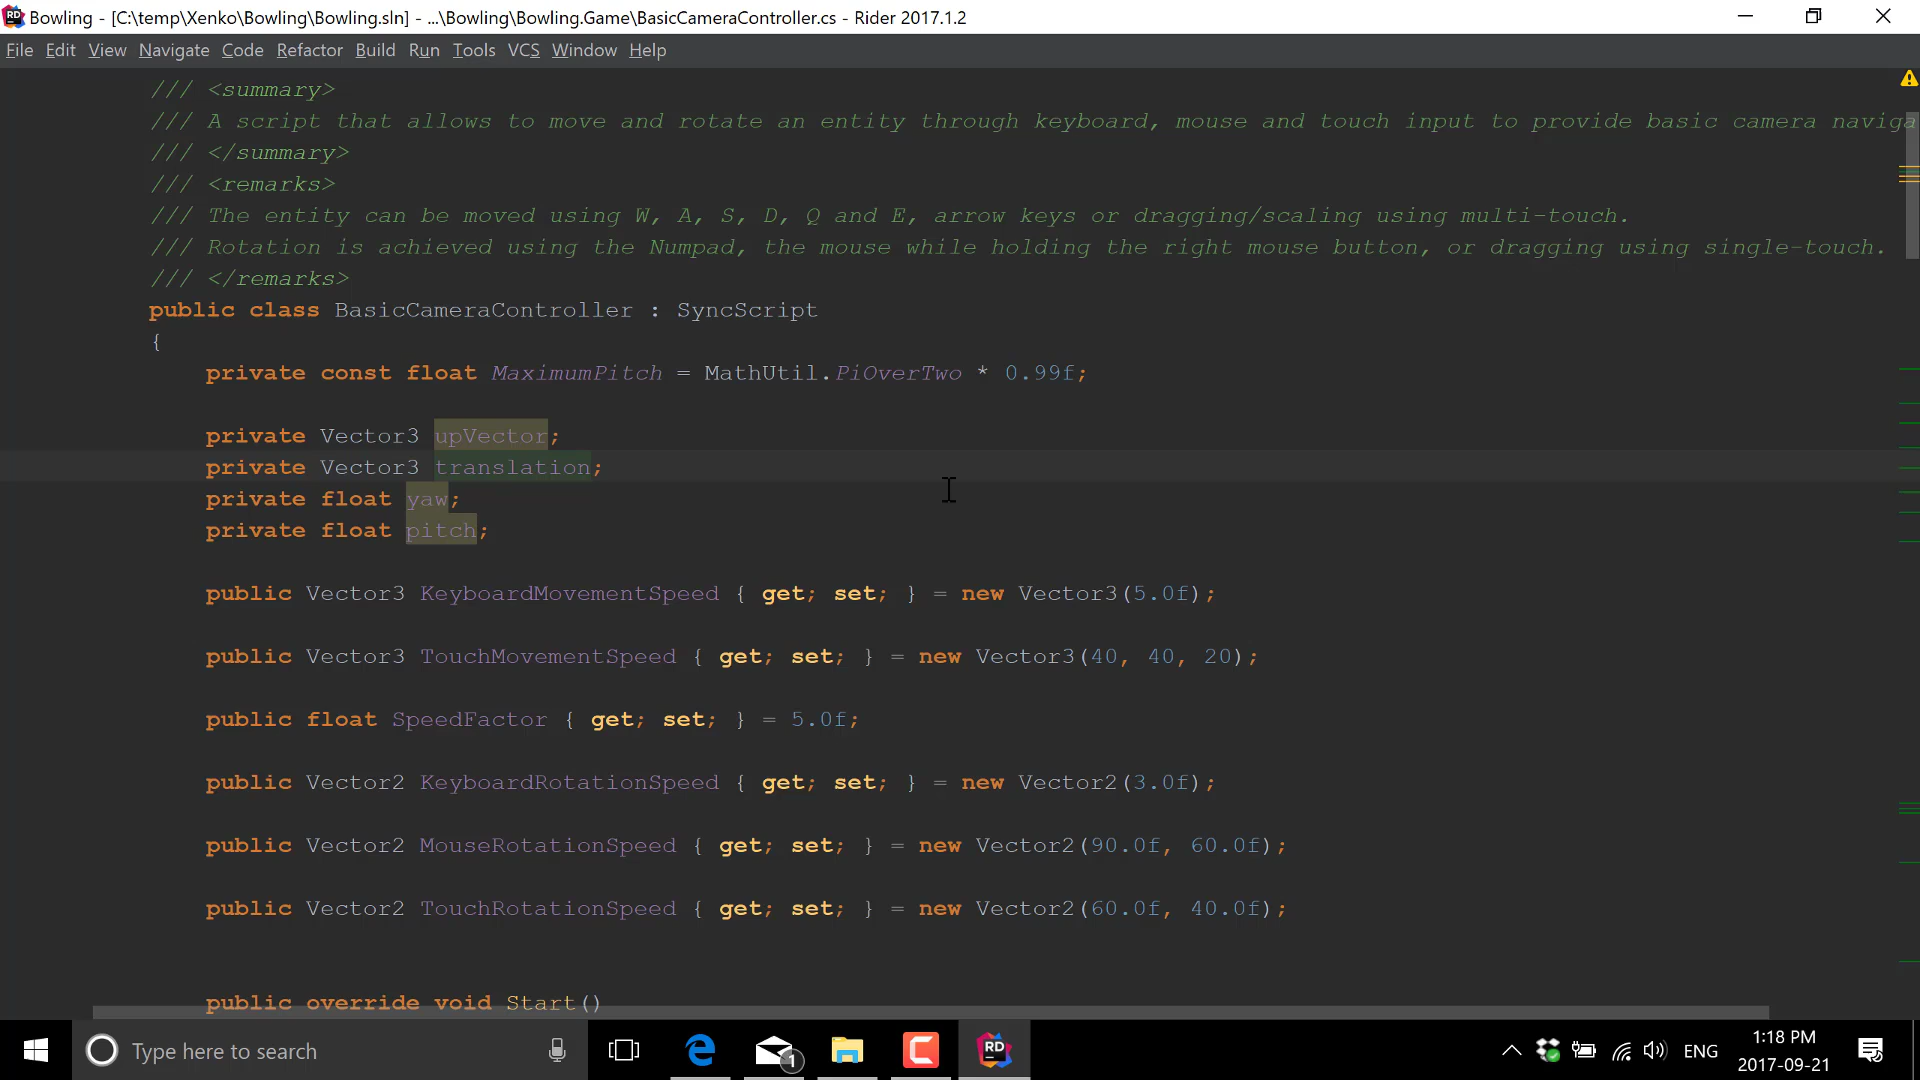 Bowling - [C:\temp\Xenko\Bowling\Bowling.sln] - ...\Bowling\Bowling.Game\BasicCameraController.cs - Rider 2017.1.2
File Edit View Navigate Code Refactor Build Run Tools VCS Window Help
/// <summary>
/// A script that allows to move and rotate an entity through keyboard, mouse and touch input to provide basic camera naviga
/// </summary>
/// <remarks>
/// The entity can be moved using W, A, S, D, Q and E, arrow keys or dragging/scaling using multi-touch.
/// Rotation is achieved using the Numpad, the mouse while holding the right mouse button, or dragging using single-touch.
/// </remarks>
public class BasicCameraController : SyncScript
{
private const float MaximumPitch = MathUtil.PiOverTwo * 0.99f;
private Vector3 upVector;
private Vector3 translation;
private float yaw;
private float pitch;
public Vector3 KeyboardMovementSpeed { get; set; } = new Vector3(5.0f);
public Vector3 TouchMovementSpeed { get; set; } = new Vector3(40, 40, 20);
public float SpeedFactor { get; set; } = 5.0f;
public Vector2 KeyboardRotationSpeed { get; set; } = new Vector2(3.0f);
public Vector2 MouseRotationSpeed { get; set; } = new Vector2(90.0f, 60.0f);
public Vector2 TouchRotationSpeed { get; set; } = new Vector2(60.0f, 40.0f);
public override void Start()
Type here to search
1
RD
ENG
1:18 PM
2017-09-21